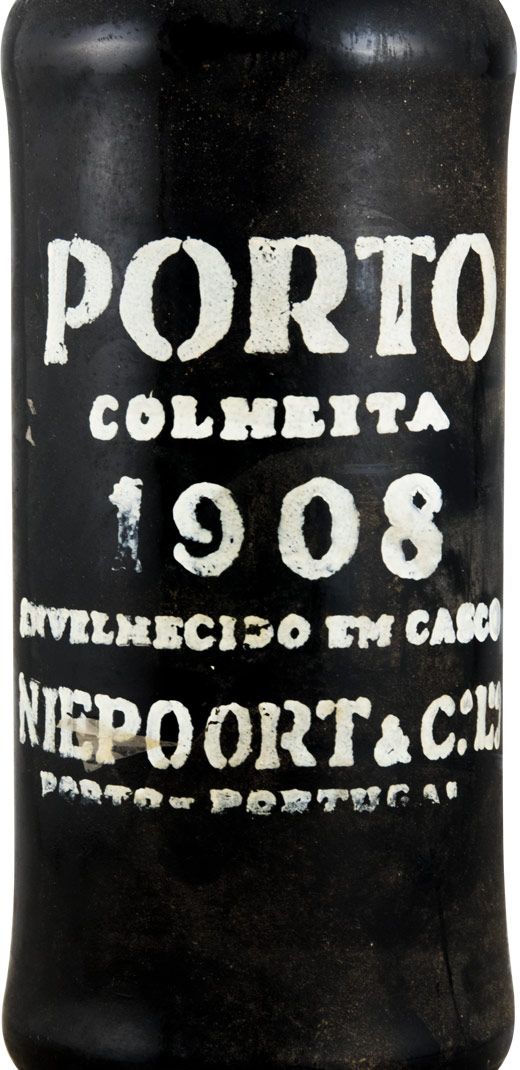 PORTO
COLHEITA
1908
ENVELHECIDO EM CASCO
NIEPOORT & C.º L.DA
PORTO - PORTUGAL